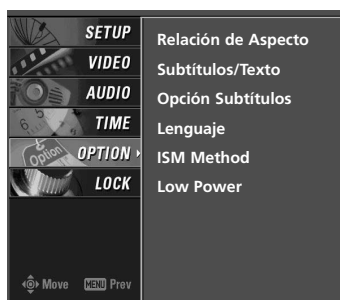 SETUP
VIDEO
AUDIO
TIME
OPTION
LOCK
Move MENU Prev
Relación de Aspecto
Subtítulos/Texto
Opción Subtítulos
Lenguaje
ISM Method
Low Power